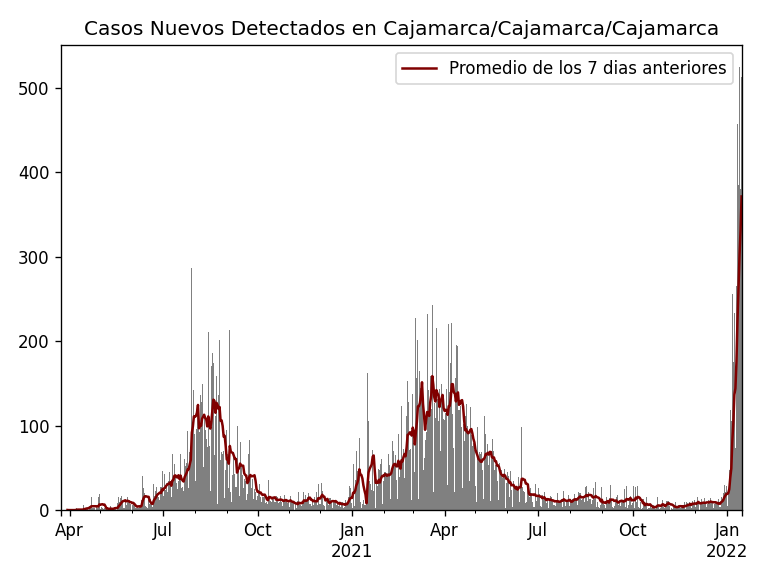 Casos Nuevos Detectados en Cajamarca/Cajamarca/Cajamarca
Promedio de los 7 dias anteriores
500
400
300
200
100
0
Apr Jul Oct Jan Apr Jul Oct Jan
2021 2022